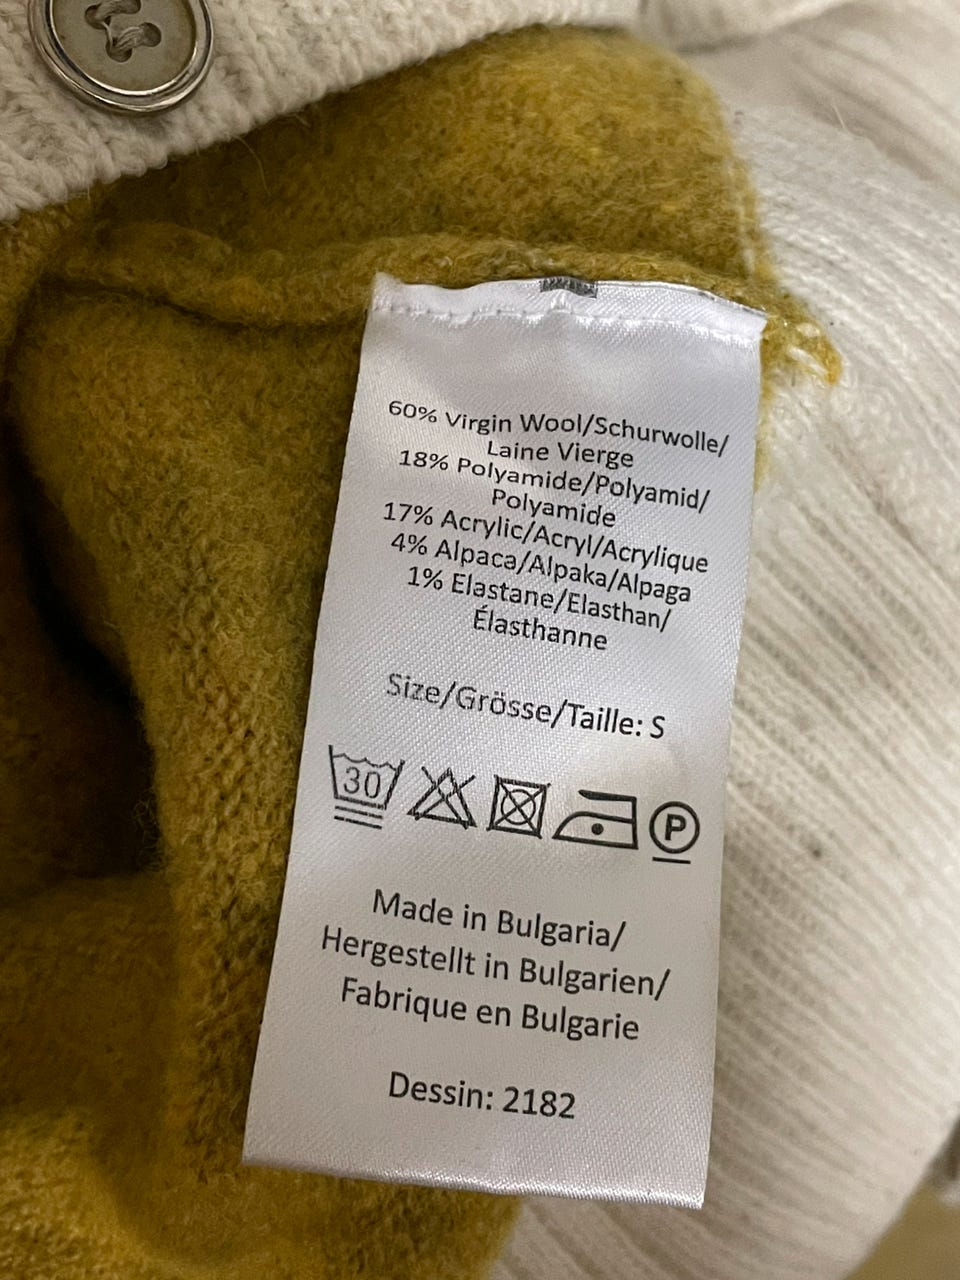 60% Virgin Wool/Schurwolle/
Laine Vierge
18% Polyamide/Polyamid/
Polyamide
17% Acrylic/Acryl/Acrylique
4% Alpaca/Alpaka/Alpaga
1% Elastane/Elasthan/
Élasthanne
Size/Grösse/Taille: S
30 P
Made in Bulgaria/
Hergestellt in Bulgarien/
Fabrique en Bulgarie
Dessin: 2182